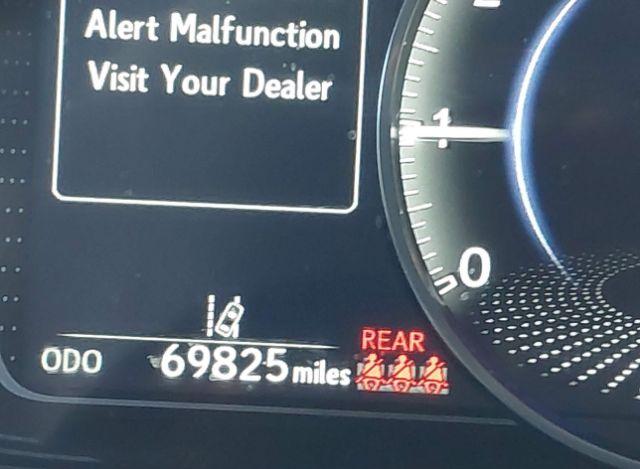 Alert Malfunction
Visit Your Dealer
1
0
REAR
ODO 69825 miles